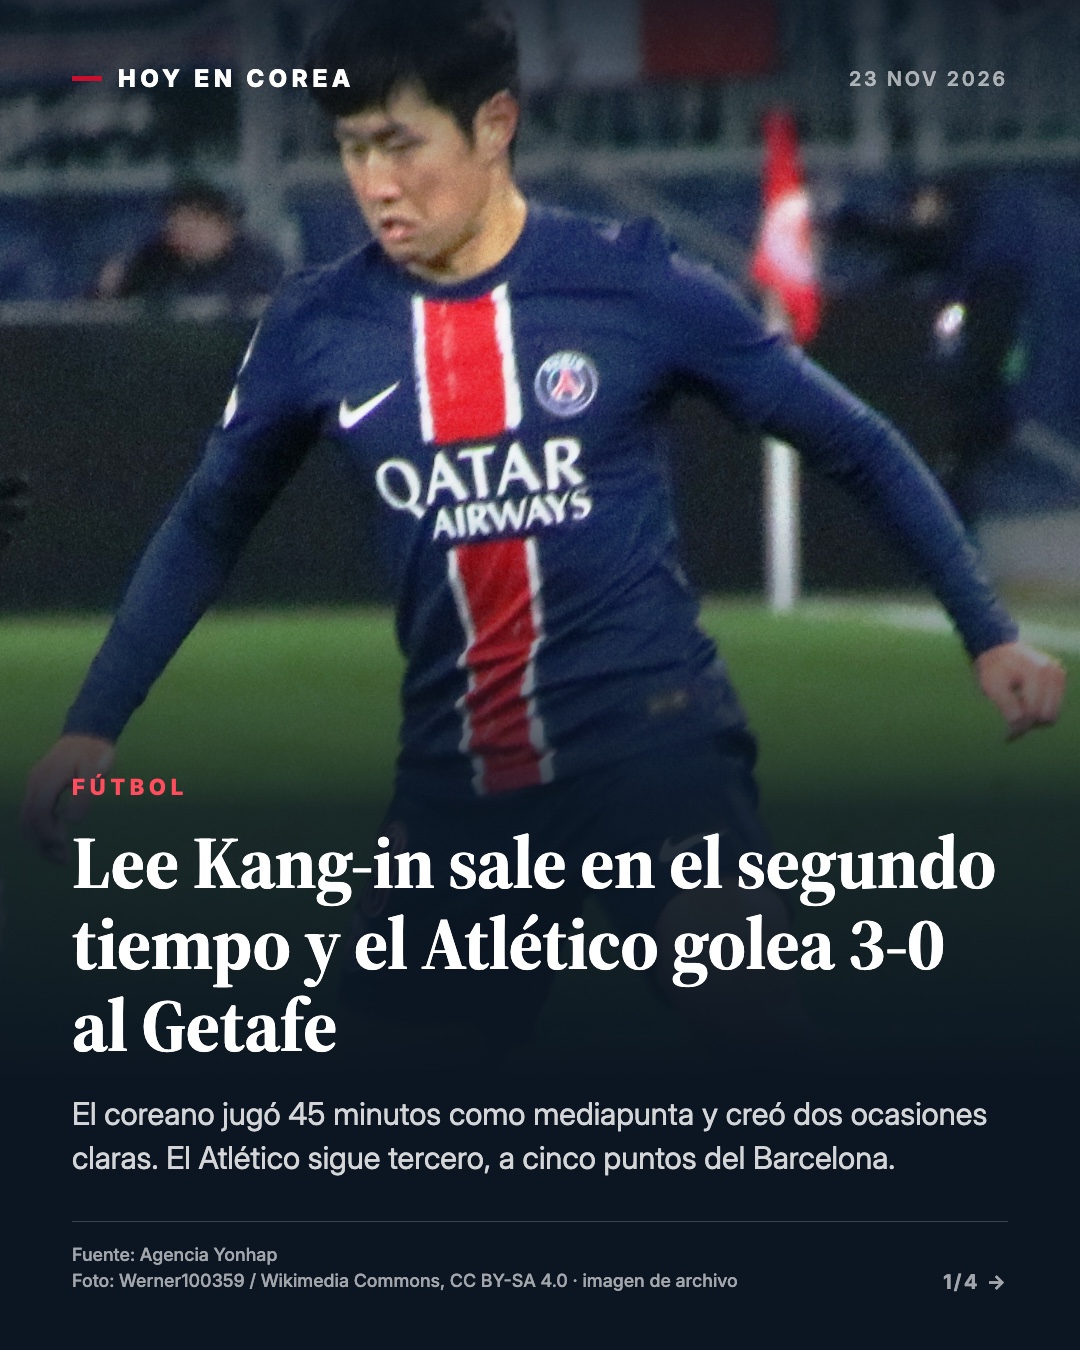 HOY EN COREA
23 NOV 2026
PARIS
QATAR
AIRWAYS
FÚTBOL
Lee Kang-in sale en el segundo
tiempo y el Atlético golea 3-0
al Getafe
El coreano jugó 45 minutos como mediapunta y creó dos ocasiones
claras. El Atlético sigue tercero, a cinco puntos del Barcelona.
Fuente: Agencia Yonhap
Foto: Werner100359 / Wikimedia Commons, CC BY-SA 4.0 · imagen de archivo
1/4 →